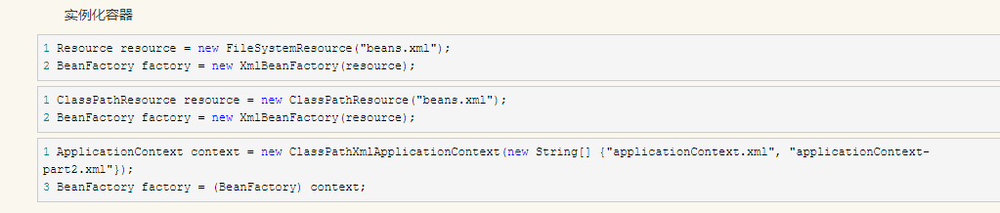 实例化容器
1 Resource resource = new FileSystemResource("beans.xml");
2 BeanFactory factory = new XmlBeanFactory(resource);
1 ClassPathResource resource = new ClassPathResource("beans.xml");
2 BeanFactory factory = new XmlBeanFactory(resource);
1 ApplicationContext context = new ClassPathXmlApplicationContext(new String[] {"applicationContext.xml", "applicationContext-
part2.xml"});
3 BeanFactory factory = (BeanFactory) context;